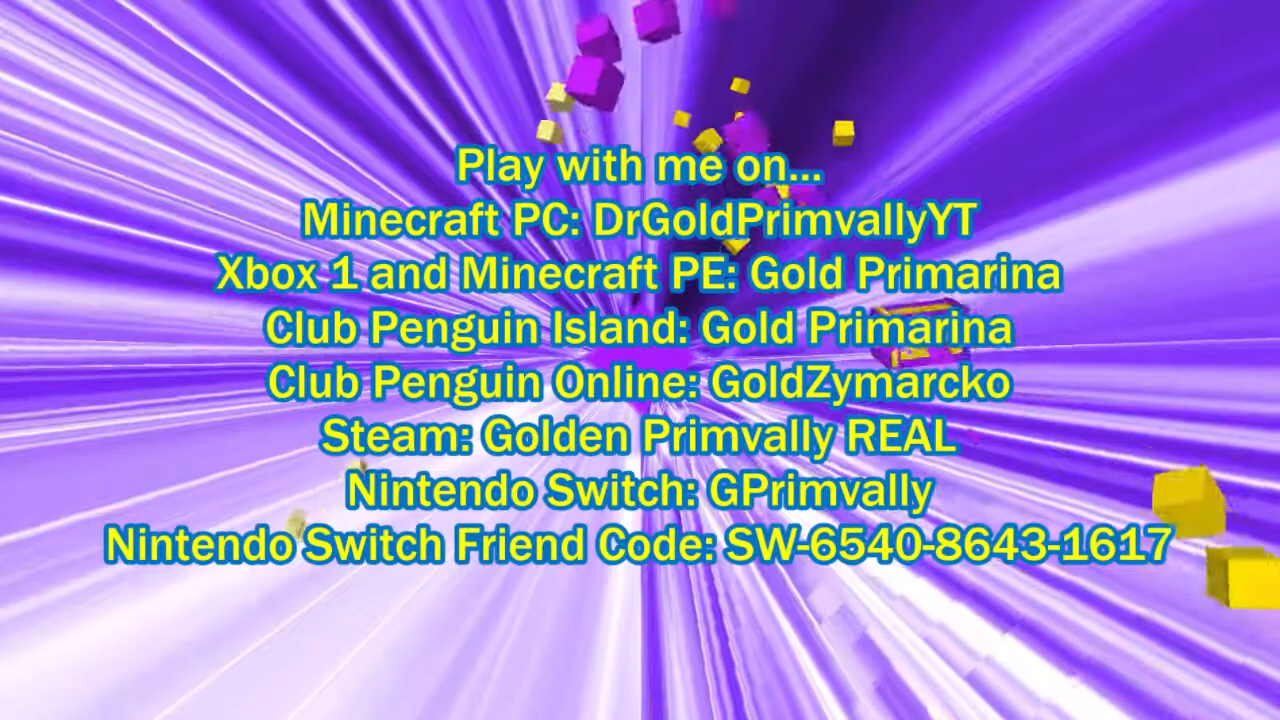 Play with me on...
Minecraft PC: DrGoldPrimvallyYT
Xbox 1 and Minecraft PE: Gold Primarina
Club Penguin Island: Gold Primarina
Club Penguin Online: GoldZymarcko
Steam: Golden Primvally REAL
Nintendo Switch: GPrimvally
Nintendo Switch Friend Code: SW-6540-8643-1617